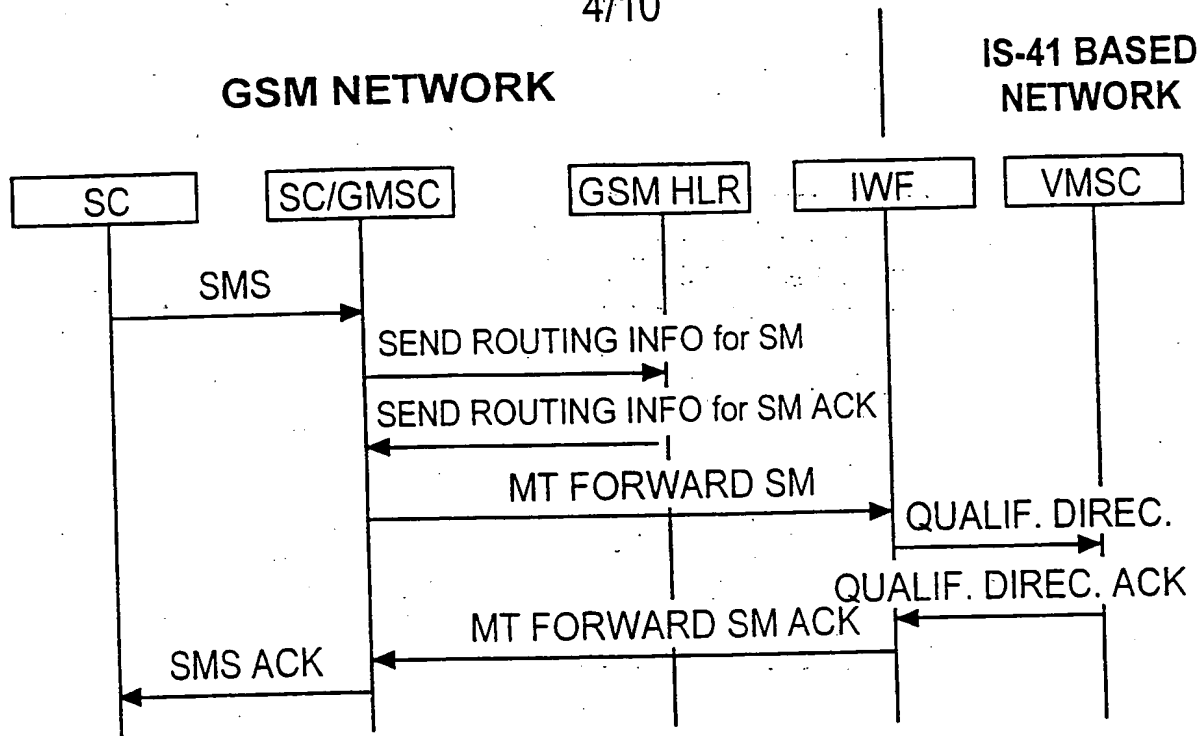 4/10
GSM NETWORK
IS-41 BASED
NETWORK
SC
SC/GMSC
GSM HLR
IWF
VMSC
SMS
SEND ROUTING INFO for SM
SEND ROUTING INFO for SM ACK
MT FORWARD SM
QUALIF. DIREC.
QUALIF. DIREC. ACK
MT FORWARD SM ACK
SMS ACK